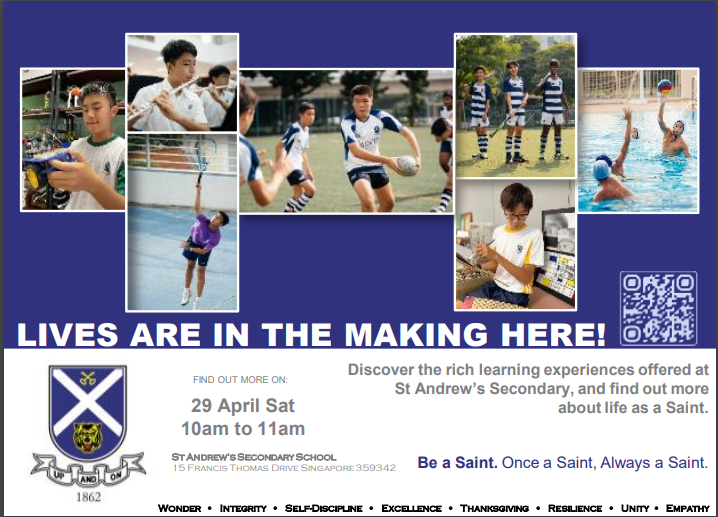 LIVES ARE IN THE MAKING HERE!
FIND OUT MORE ON:
29 April Sat
10am to 11am
ST ANDREW'S SECONDARY SCHOOL
15 FRANCIS THOMAS DRIVE SINGAPORE 359342
Discover the rich learning experiences offered at
St Andrew's Secondary, and find out more
about life as a Saint.
Be a Saint. Once a Saint, Always a Saint.
UP AND ON
1862
WONDER • INTEGRITY • SELF-DISCIPLINE • EXCELLENCE • THANKSGIVING • RESILIENCE • UNITY • EMPATHY